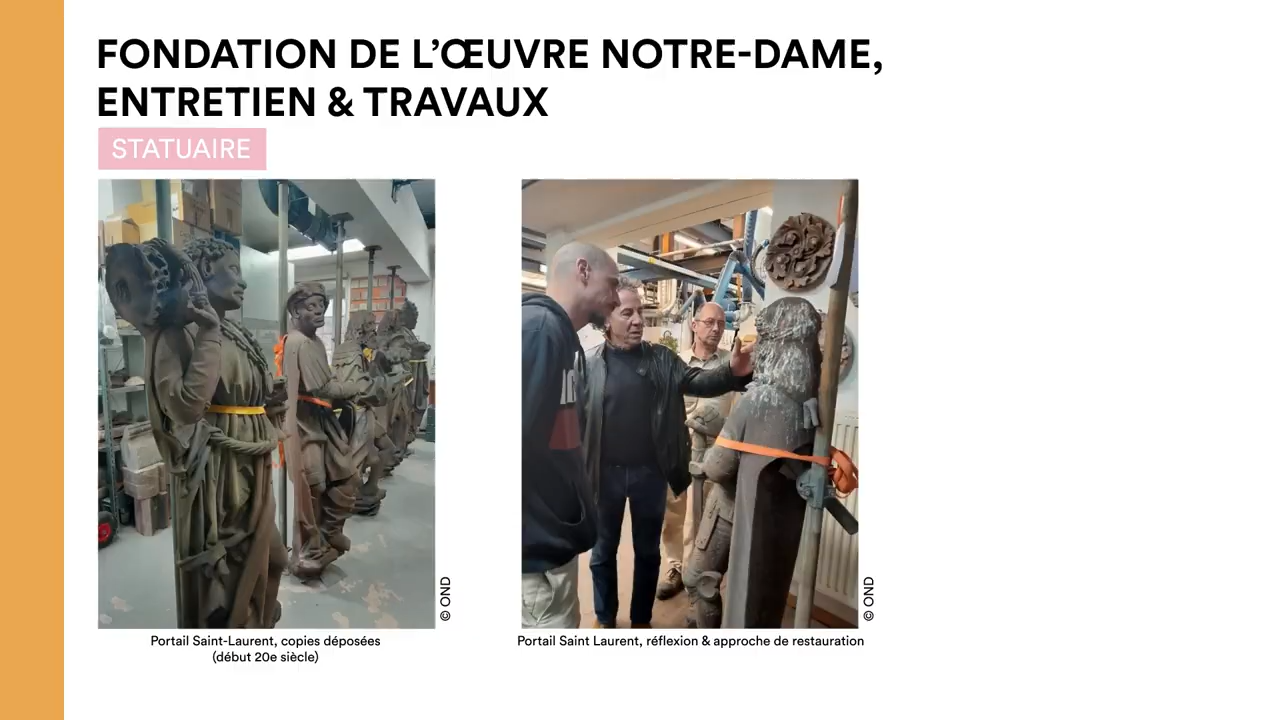 FONDATION DE L’ŒUVRE NOTRE-DAME,
ENTRETIEN & TRAVAUX
STATUAIRE
© OND
© OND
Portail Saint-Laurent, copies déposées
(début 20e siècle)
Portail Saint Laurent, réflexion & approche de restauration